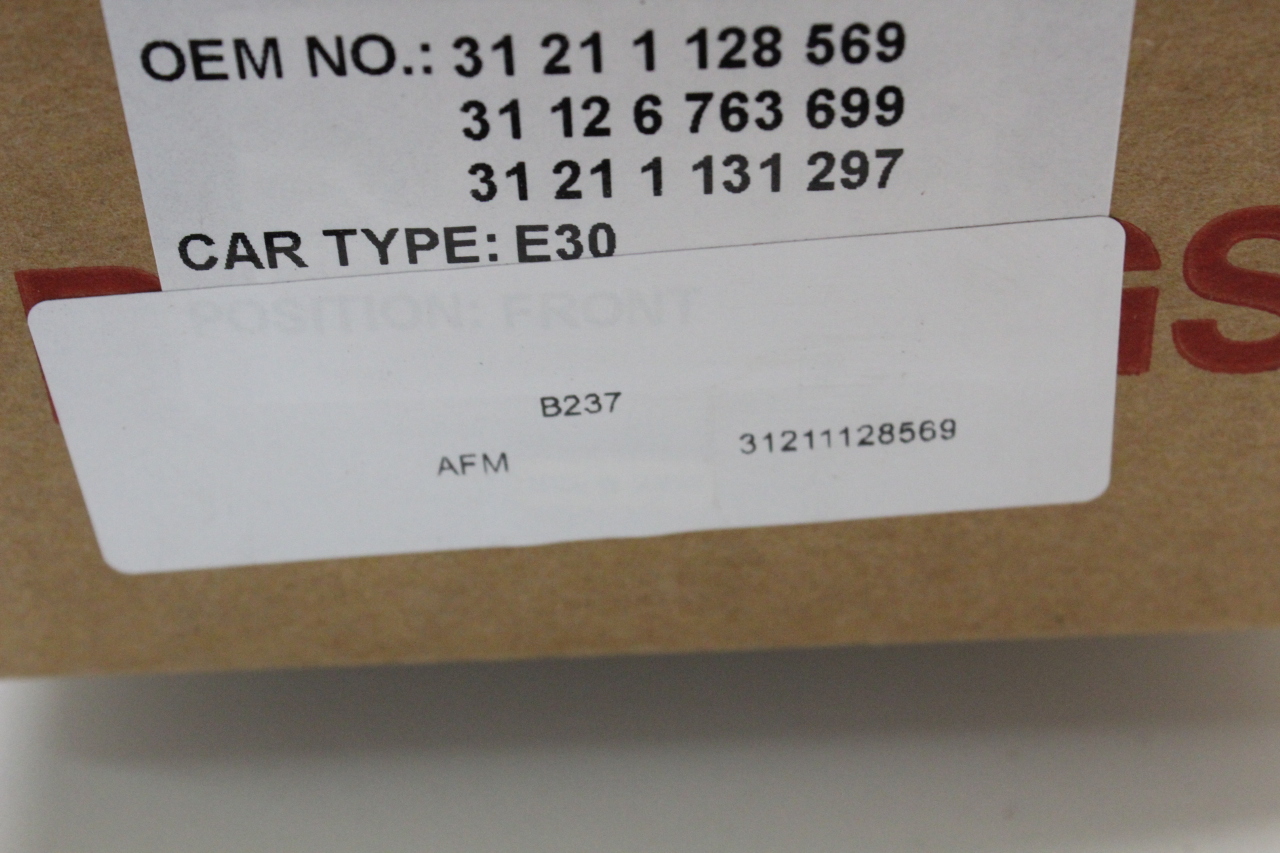 OEM NO.: 31 21 1 128 569
31 12 6 763 699
31 21 1 131 297
CAR TYPE: E30
POSITION: FRONT
GS
B237
AFM
31211128569